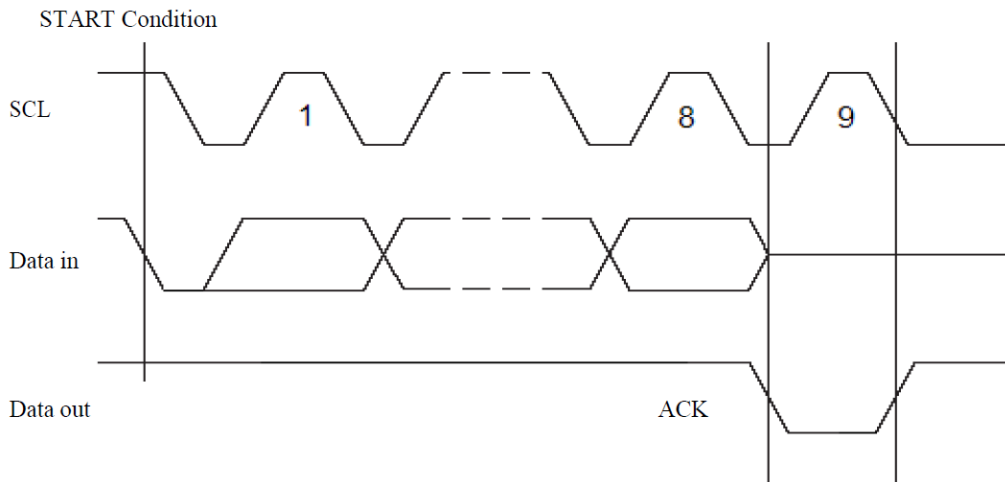 START Condition
SCL
1
8
9
Data in
Data out
ACK